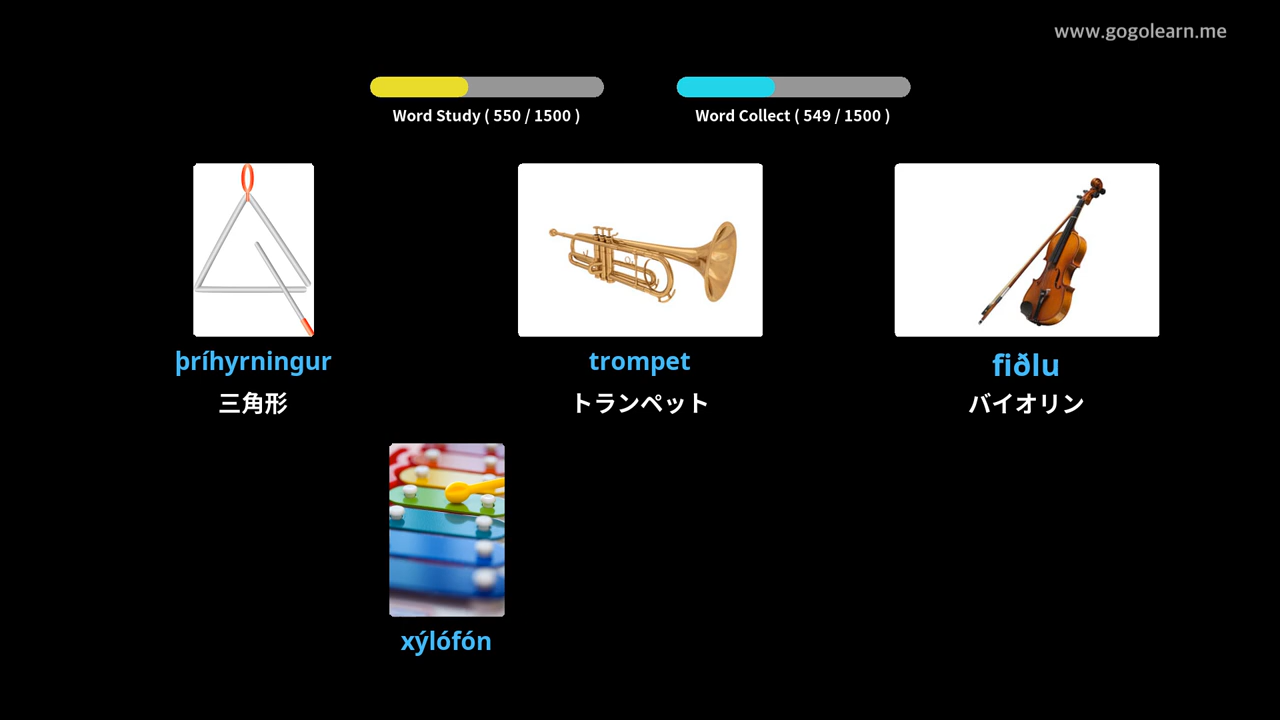 www.gogolearn.me
Word Study ( 550 / 1500 )
Word Collect ( 549 / 1500 )
þríhyrningur
trompet
fiðlu
三角形
トランペット
バイオリン
xýlófón